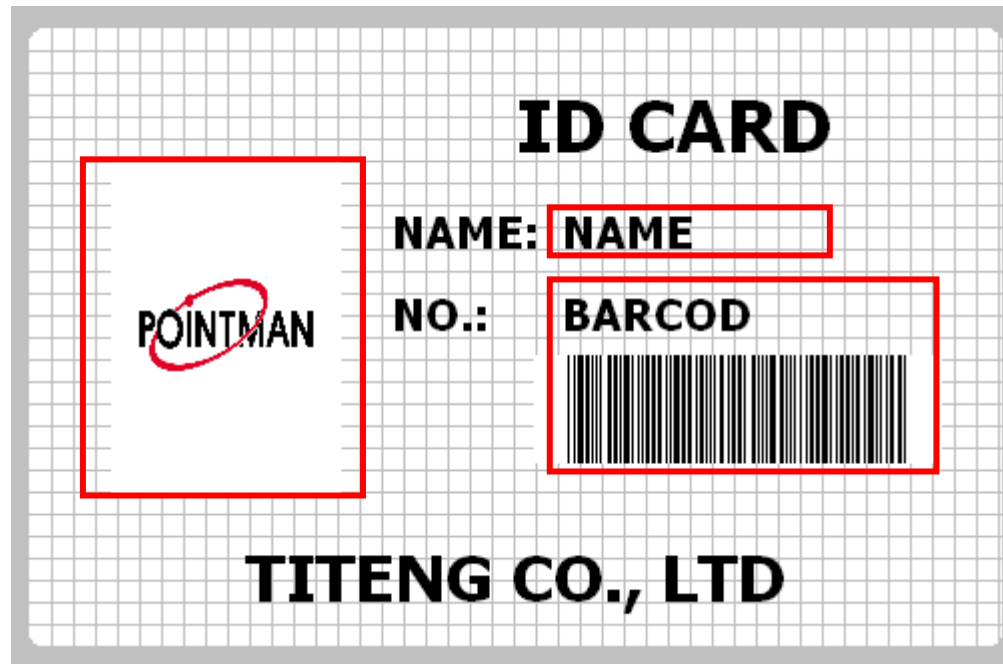 ID CARD
NAME: NAME
NO.: BARCOD
POINTMAN
TITENG CO., LTD